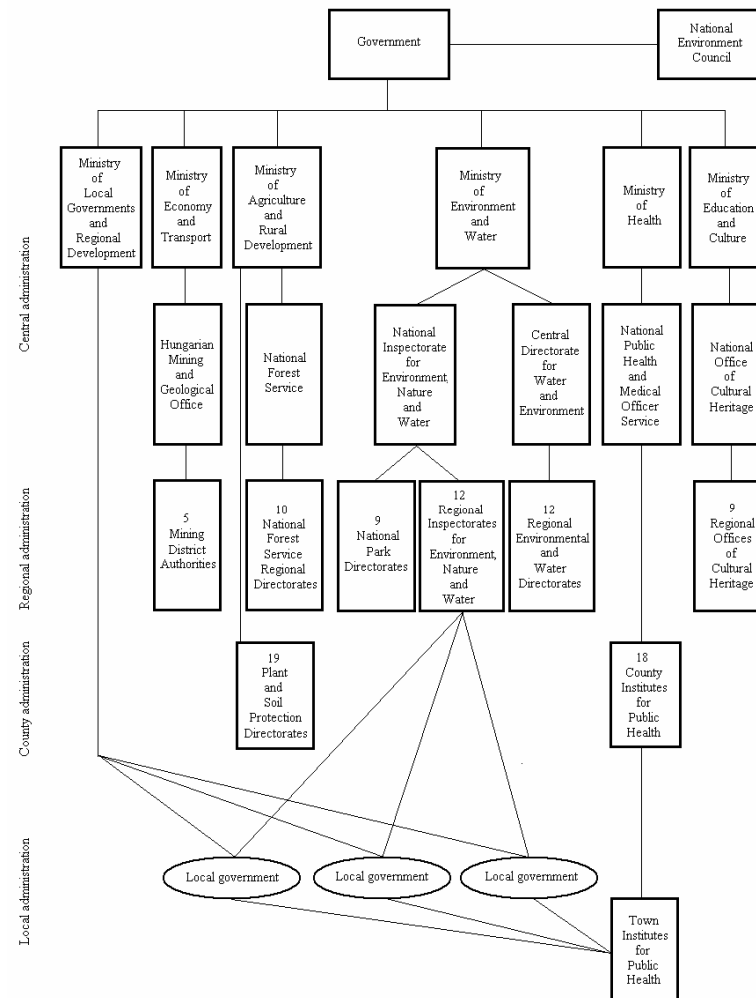 Government
National
Environment
Council
Ministry
of
Local
Governments
and
Regional
Development
Ministry
of
Economy
and
Transport
Ministry
of
Agriculture
and
Rural
Development
Ministry
of
Environment
and
Water
Ministry
of
Health
Ministry
of
Education
and
Culture
Central administration
Hungarian
Mining
and
Geological
Office
National
Forest
Service
National
Inspectorate
for
Environment,
Nature
and
Water
Central
Directorate
for
Water
and
Environment
National
Public
Health
and
Medical
Officer
Service
National
Office
of
Cultural
Heritage
Regional administration
5
Mining
District
Authorities
10
National
Forest
Service
Regional
Directorates
9
National
Park
Directorates
12
Regional
Inspectorates
for
Environment,
Nature
and
Water
12
Regional
Environmental
and
Water
Directorates
9
Regional
Offices
of
Cultural
Heritage
County administration
19
Plant
and
Soil
Protection
Directorates
18
County
Institutes
for
Public
Health
Local administration
Local government
Local government
Local government
Town
Institutes
for
Public
Health